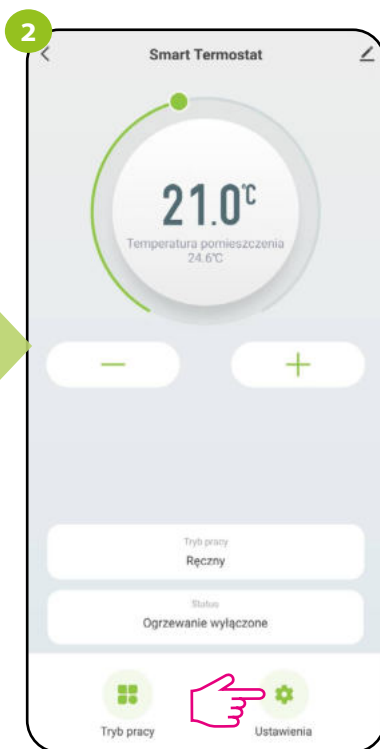 2
Smart Termostat
21.0℃
Temperatura pomieszczenia
24.6℃
Tryb pracy
Ręczny
Status
Ogrzewanie wyłączone
Tryb pracy
Ustawienia